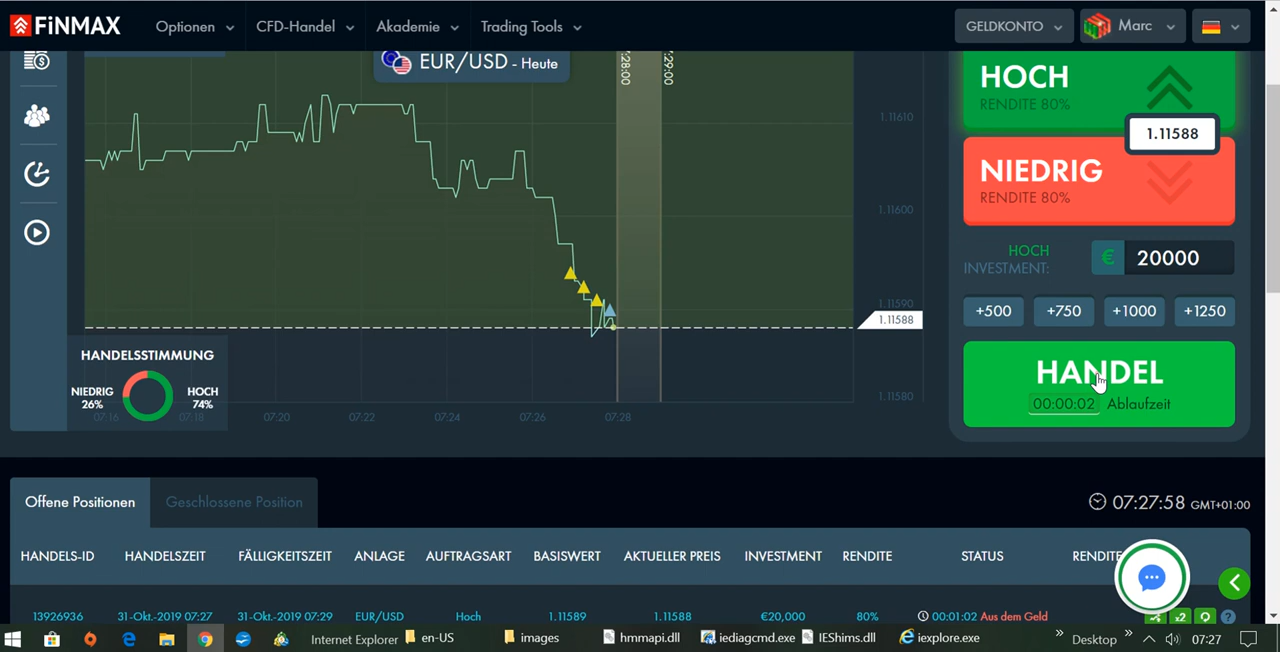 FiNMAX
Optionen
CFD-Handel
Akademie
Trading Tools
GELDKONTO
Marc
EUR/USD - Heute
:28:00
:29:00
1.11610
1.11600
1.11590
1.11588
1.11580
HOCH
RENDITE 80%
1.11588
NIEDRIG
RENDITE 80%
HOCH
INVESTMENT:
€ 20000
+500 +750 +1000 +1250
HANDEL
00:00:02 Ablaufzeit
HANDELSSTIMMUNG
NIEDRIG
26%
HOCH
74%
07:16 07:18 07:20 07:22 07:24 07:26 07:28
Offene Positionen
Geschlossene Position
07:27:58 GMT+01:00
HANDELS-ID HANDELSZEIT FÄLLIGKEITSZEIT ANLAGE AUFTRAGSART BASISWERT AKTUELLER PREIS INVESTMENT RENDITE STATUS RENDITE
13926936 31-Okt.-2019 07:27 31-Okt.-2019 07:29 EUR/USD Hoch 1.11589 1.11588 €20,000 80% 00:01:02 Aus dem Geld
x2 ?
Internet Explorer en-US images hmmapi.dll iediagcmd.exe IEShims.dll iexplore.exe » Desktop » 07:27